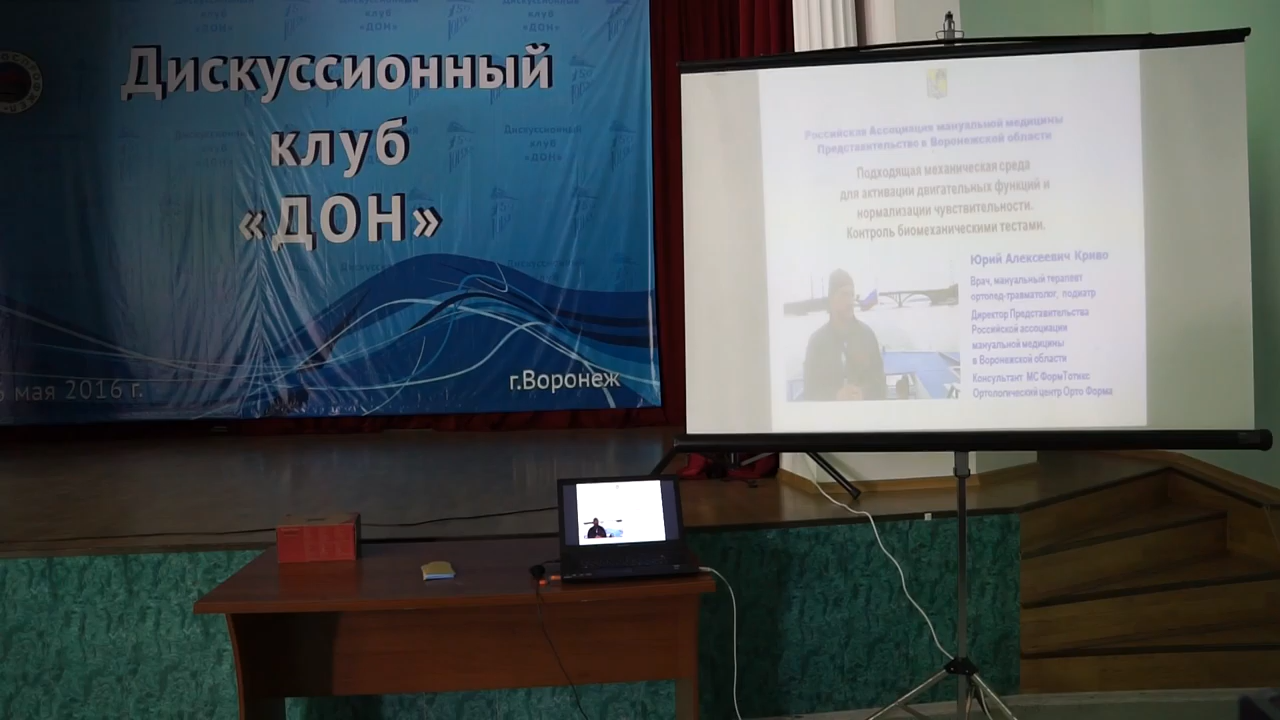 Дискуссионный
клуб
«ДОН»
мая 2016 г.
г.Воронеж
Российская Ассоциация мануальной медицины
Представительство в Воронежской области
Подходящая механическая среда
для активации двигательных функций и
нормализации чувствительности.
Контроль биомеханическими тестами.
Юрий Алексеевич Криво
Врач, мануальный терапевт
ортопед-травматолог, подиатр
Директор Представительства
Российской ассоциации
мануальной медицины
в Воронежской области
Консультант МС ФормТотикс
Ортологический центр Орто Форма